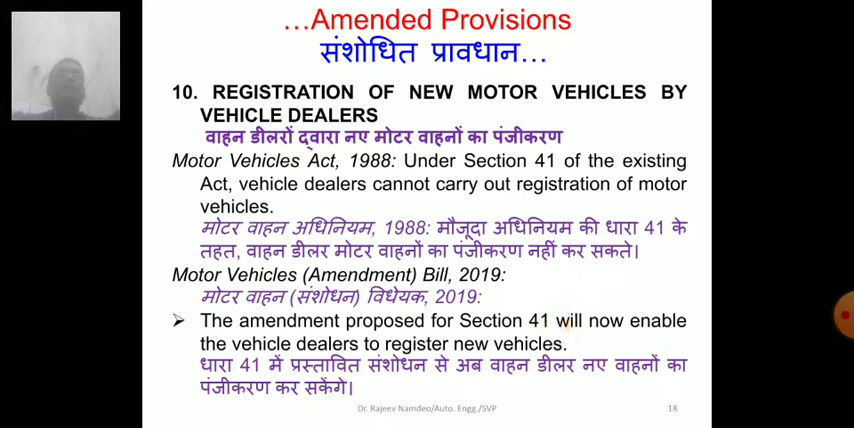 ...Amended Provisions
संशोधित प्रावधान...
10. REGISTRATION OF NEW MOTOR VEHICLES BY
VEHICLE DEALERS
वाहन डीलरों द्वारा नए मोटर वाहनों का पंजीकरण
Motor Vehicles Act, 1988: Under Section 41 of the existing
Act, vehicle dealers cannot carry out registration of motor
vehicles.
मोटर वाहन अधिनियम, 1988: मौजूदा अधिनियम की धारा 41 के
तहत, वाहन डीलर मोटर वाहनों का पंजीकरण नहीं कर सकते।
Motor Vehicles (Amendment) Bill, 2019:
मोटर वाहन (संशोधन) विधेयक, 2019:
➢ The amendment proposed for Section 41 will now enable
the vehicle dealers to register new vehicles.
धारा 41 में प्रस्तावित संशोधन से अब वाहन डीलर नए वाहनों का
पंजीकरण कर सकेंगे।
Dr. Rajeev Namdeo/Auto. Engg./SVP 18